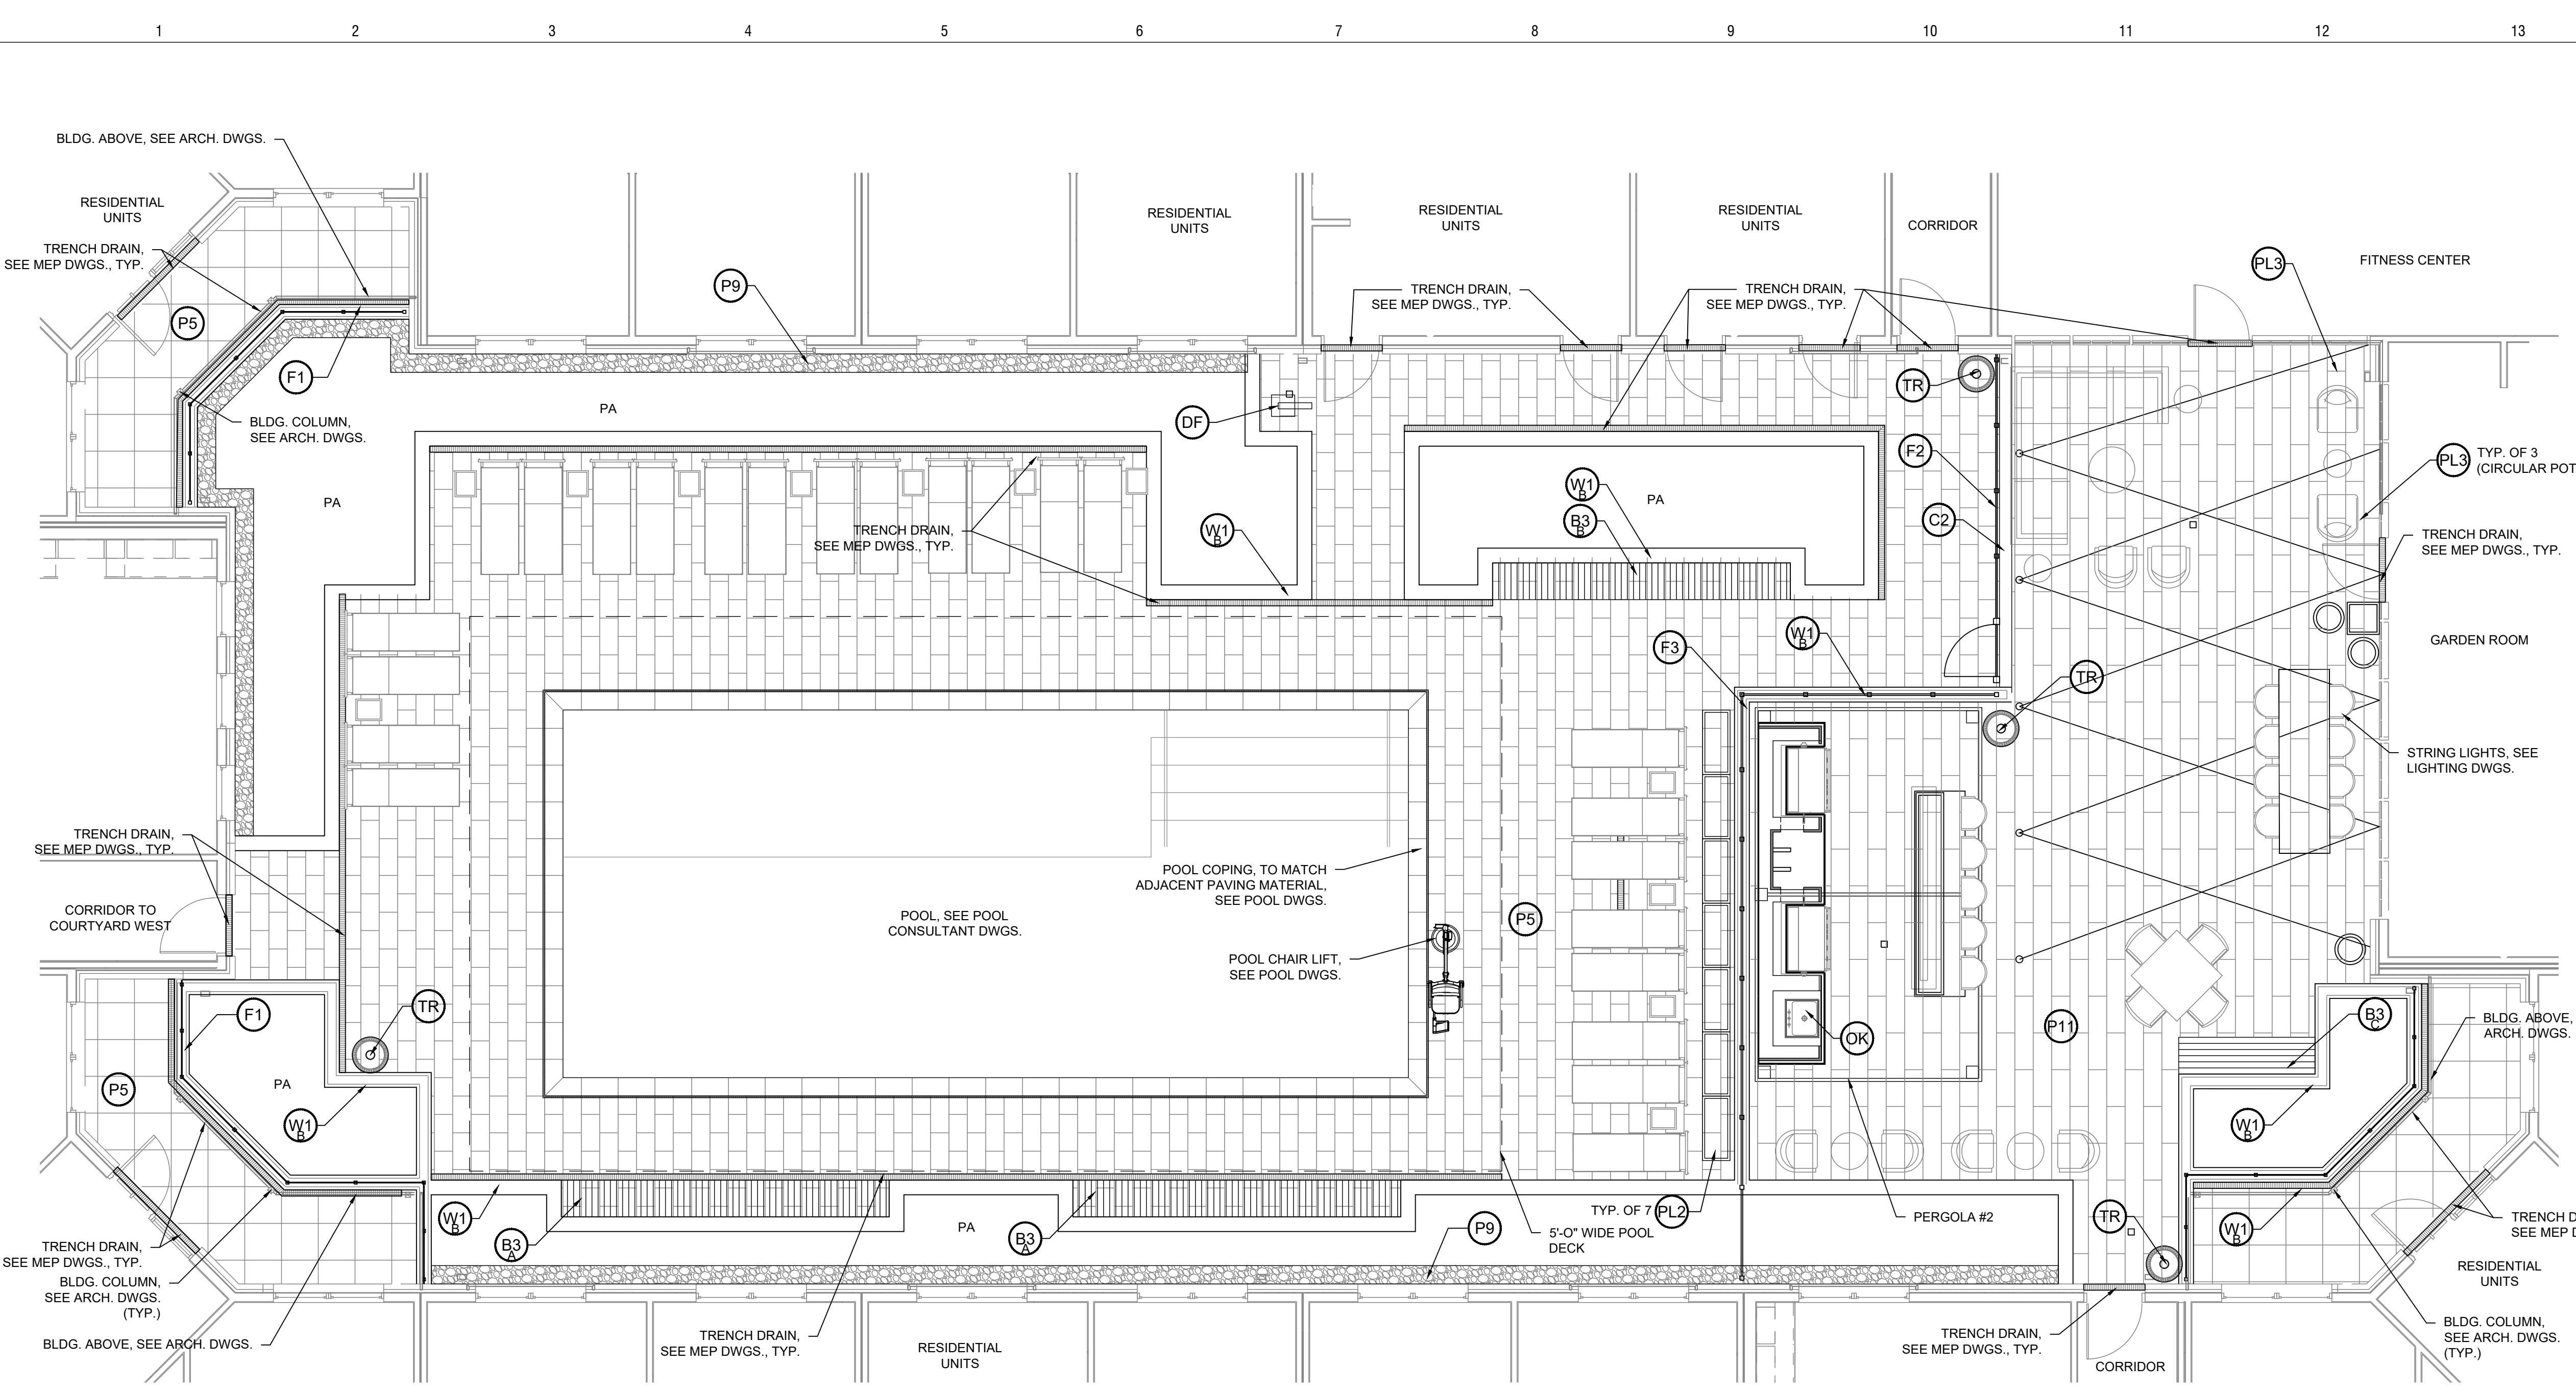 1 2 3 4 5 6 7 8 9 10 11 12 13
BLDG. ABOVE, SEE ARCH. DWGS.
RESIDENTIAL
UNITS
TRENCH DRAIN,
SEE MEP DWGS., TYP.
P5
F1
BLDG. COLUMN,
SEE ARCH. DWGS.
P9
PA
PA
RESIDENTIAL
UNITS
RESIDENTIAL
UNITS
RESIDENTIAL
UNITS
CORRIDOR
FITNESS CENTER
PL3
TRENCH DRAIN,
SEE MEP DWGS., TYP.
TRENCH DRAIN,
SEE MEP DWGS., TYP.
TR
DF
F2
PL3
TYP. OF 3
(CIRCULAR POT
W1
B
B3
B
PA
C2
TRENCH DRAIN,
SEE MEP DWGS., TYP.
W1
B
TRENCH DRAIN,
SEE MEP DWGS., TYP.
F3
W1
B
GARDEN ROOM
TR
STRING LIGHTS, SEE
LIGHTING DWGS.
TRENCH DRAIN,
SEE MEP DWGS., TYP.
POOL COPING, TO MATCH
ADJACENT PAVING MATERIAL,
SEE POOL DWGS.
CORRIDOR TO
COURTYARD WEST
POOL, SEE POOL
CONSULTANT DWGS.
P5
POOL CHAIR LIFT,
SEE POOL DWGS.
F1
TR
OK
P11
B3
C
BLDG. ABOVE,
ARCH. DWGS.
P5
PA
W1
B
W1
B
TYP. OF 7
PL2
W1
B
B3
A
PA
B3
A
P9
5'-O" WIDE POOL
DECK
PERGOLA #2
TR
W1
B
TRENCH D
SEE MEP D
TRENCH DRAIN,
SEE MEP DWGS., TYP.
BLDG. COLUMN,
SEE ARCH. DWGS.
(TYP.)
RESIDENTIAL
UNITS
BLDG. ABOVE, SEE ARCH. DWGS.
TRENCH DRAIN,
SEE MEP DWGS., TYP.
RESIDENTIAL
UNITS
TRENCH DRAIN,
SEE MEP DWGS., TYP.
CORRIDOR
BLDG. COLUMN,
SEE ARCH. DWGS.
(TYP.)